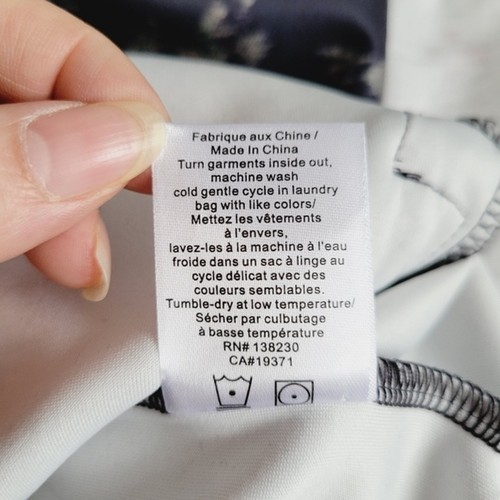 Fabrique aux Chine /
Made In China
Turn garments inside out,
machine wash
cold gentle cycle in laundry
bag with like colors/
Mettez les vêtements
à l'envers,
lavez-les à la machine à l'eau
froide dans un sac à linge au
cycle délicat avec des
couleurs semblables.
Tumble-dry at low temperature/
Sécher par culbutage
à basse température
RN# 138230
CA#19371